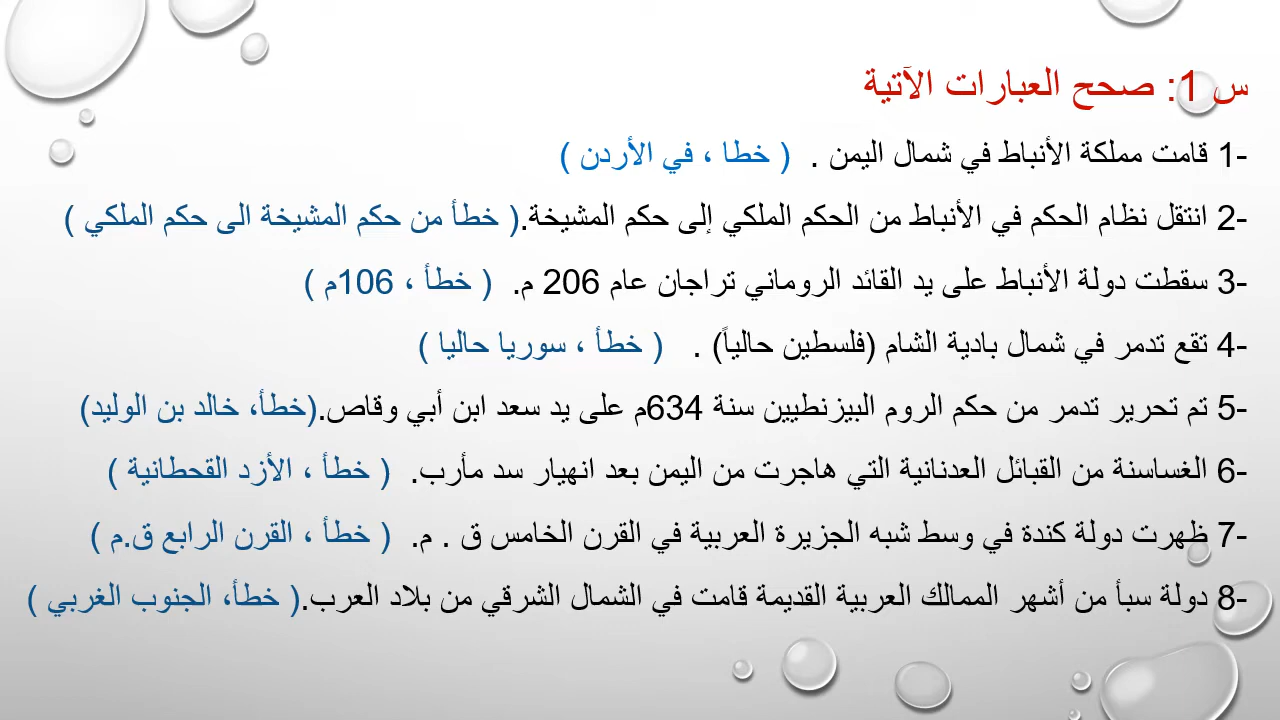 س 1: صحح العبارات الآتية
1- قامت مملكة الأنباط في شمال اليمن . ( خطا ، في الأردن )
2- انتقل نظام الحكم في الأنباط من الحكم الملكي إلى حكم المشيخة.( خطأ من حكم المشيخة الى حكم الملكي )
3- سقطت دولة الأنباط على يد القائد الروماني تراجان عام 206 م. ( خطأ ، 106م )
4- تقع تدمر في شمال بادية الشام (فلسطين حالياً) . ( خطأ ، سوريا حاليا )
5- تم تحرير تدمر من حكم الروم البيزنطيين سنة 634م على يد سعد ابن أبي وقاص.(خطأ، خالد بن الوليد)
6- الغساسنة من القبائل العدنانية التي هاجرت من اليمن بعد انهيار سد مأرب. ( خطأ ، الأزد القحطانية )
7- ظهرت دولة كندة في وسط شبه الجزيرة العربية في القرن الخامس ق . م. ( خطأ ، القرن الرابع ق.م )
8- دولة سبأ من أشهر الممالك العربية القديمة قامت في الشمال الشرقي من بلاد العرب.( خطأ، الجنوب الغربي )